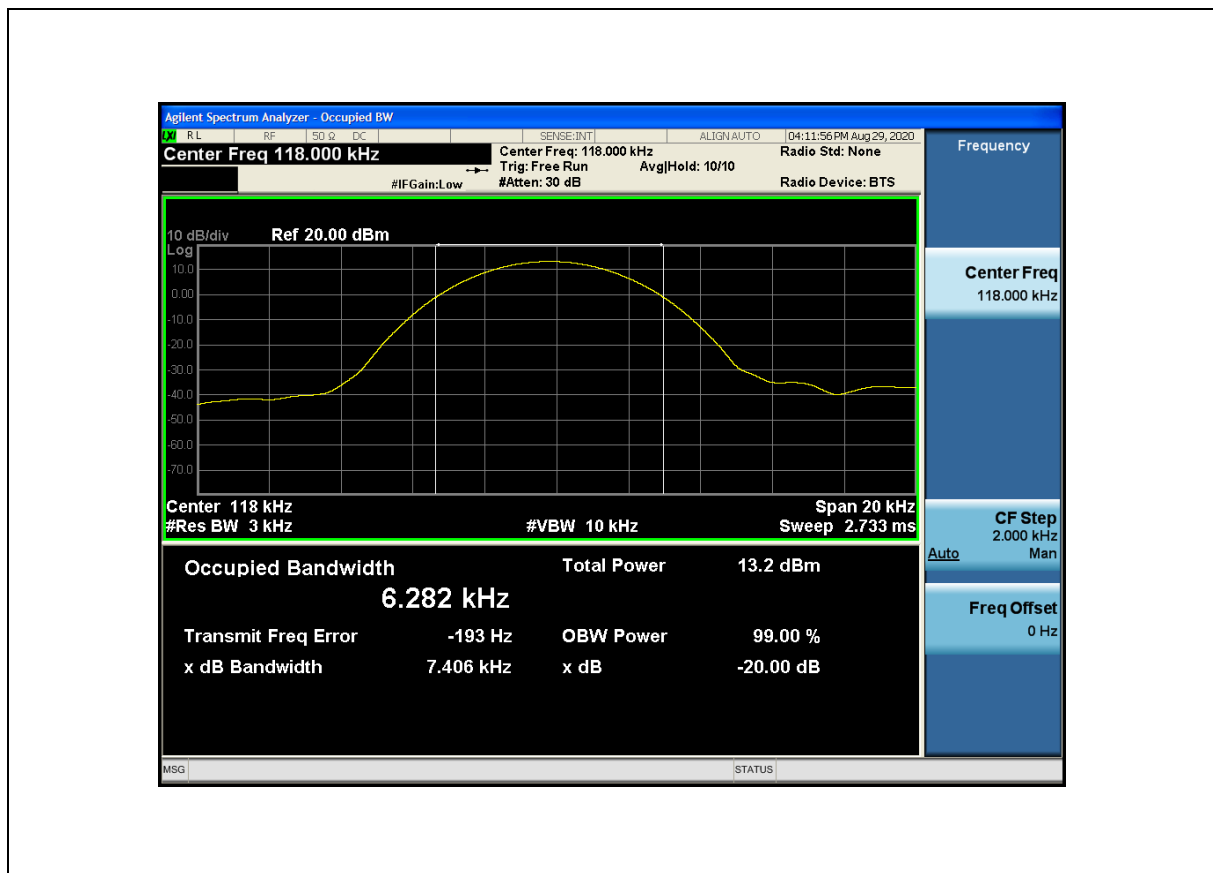 Agilent Spectrum Analyzer - Occupied BW
LXI RL RF 50 Ω DC SENSE:INT ALIGN AUTO 04:11:56 PM Aug 29, 2020
Center Freq 118.000 kHz
Center Freq: 118.000 kHz
Radio Std: None
Trig: Free Run Avg|Hold: 10/10
#IFGain:Low
#Atten: 30 dB
Radio Device: BTS
10 dB/div Ref 20.00 dBm
Log
10.0
0.00
-10.0
-20.0
-30.0
-40.0
-50.0
-60.0
-70.0
Center 118 kHz Span 20 kHz
#Res BW 3 kHz #VBW 10 kHz Sweep 2.733 ms
Occupied Bandwidth Total Power 13.2 dBm
6.282 kHz
Transmit Freq Error -193 Hz OBW Power 99.00 %
x dB Bandwidth 7.406 kHz x dB -20.00 dB
Frequency
Center Freq
118.000 kHz
CF Step
2.000 kHz
Auto Man
Freq Offset
0 Hz
MSG STATUS